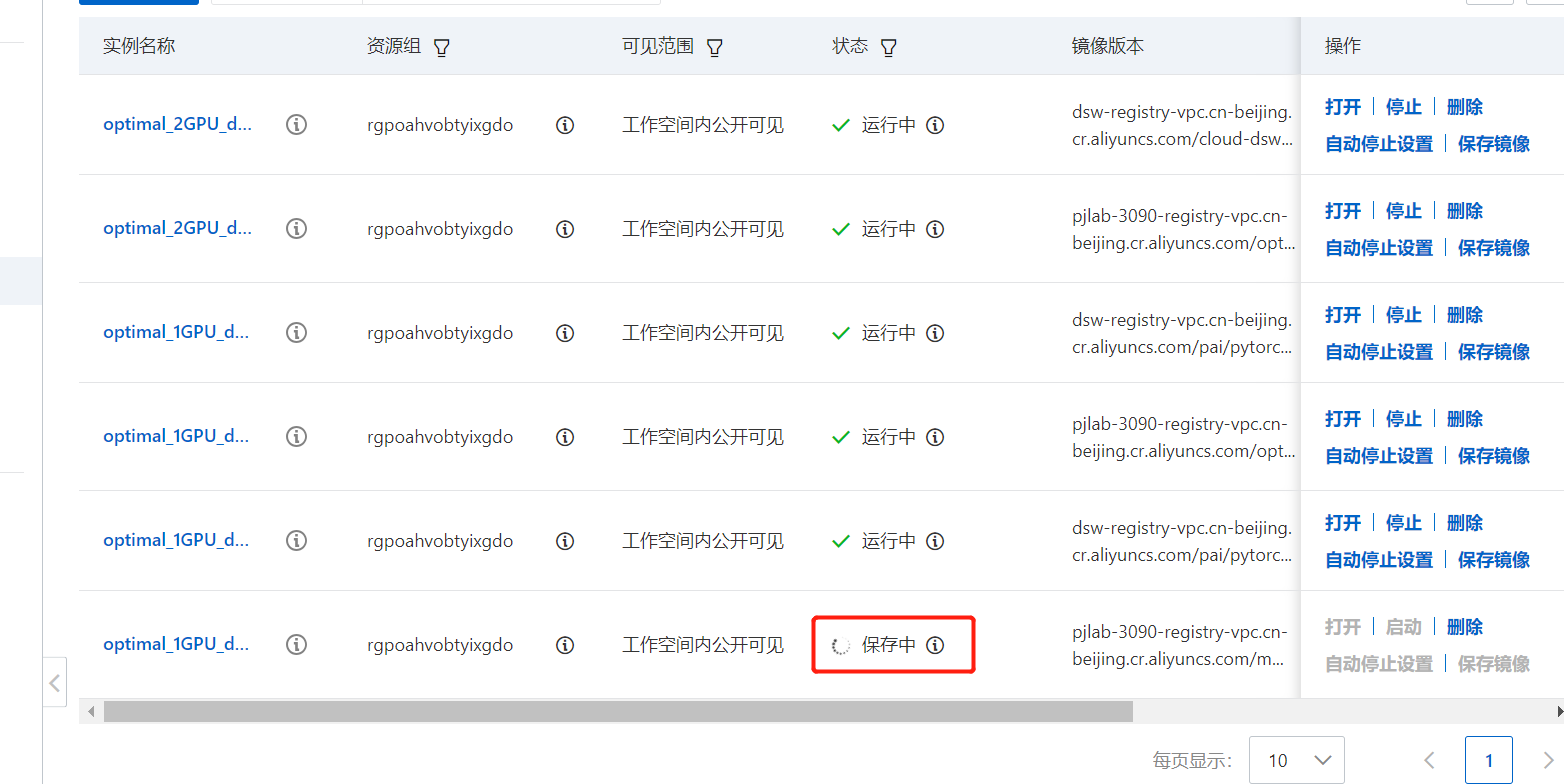 实例名称 资源组 可见范围 状态 镜像版本 操作
optimal_2GPU_d... rgpoahvobtyixgdo 工作空间内公开可见 运行中 dsw-registry-vpc.cn-beijing. 打开 停止 删除
cr.aliyuncs.com/cloud-dsw... 自动停止设置 保存镜像
optimal_2GPU_d... rgpoahvobtyixgdo 工作空间内公开可见 运行中 pjlab-3090-registry-vpc.cn- 打开 停止 删除
beijing.cr.aliyuncs.com/opt... 自动停止设置 保存镜像
optimal_1GPU_d... rgpoahvobtyixgdo 工作空间内公开可见 运行中 dsw-registry-vpc.cn-beijing. 打开 停止 删除
cr.aliyuncs.com/pai/pytorc... 自动停止设置 保存镜像
optimal_1GPU_d... rgpoahvobtyixgdo 工作空间内公开可见 运行中 pjlab-3090-registry-vpc.cn- 打开 停止 删除
beijing.cr.aliyuncs.com/opt... 自动停止设置 保存镜像
optimal_1GPU_d... rgpoahvobtyixgdo 工作空间内公开可见 运行中 dsw-registry-vpc.cn-beijing. 打开 停止 删除
cr.aliyuncs.com/pai/pytorc... 自动停止设置 保存镜像
optimal_1GPU_d... rgpoahvobtyixgdo 工作空间内公开可见 保存中 pjlab-3090-registry-vpc.cn- 打开 启动 删除
beijing.cr.aliyuncs.com/m... 自动停止设置 保存镜像
每页显示： 10 1